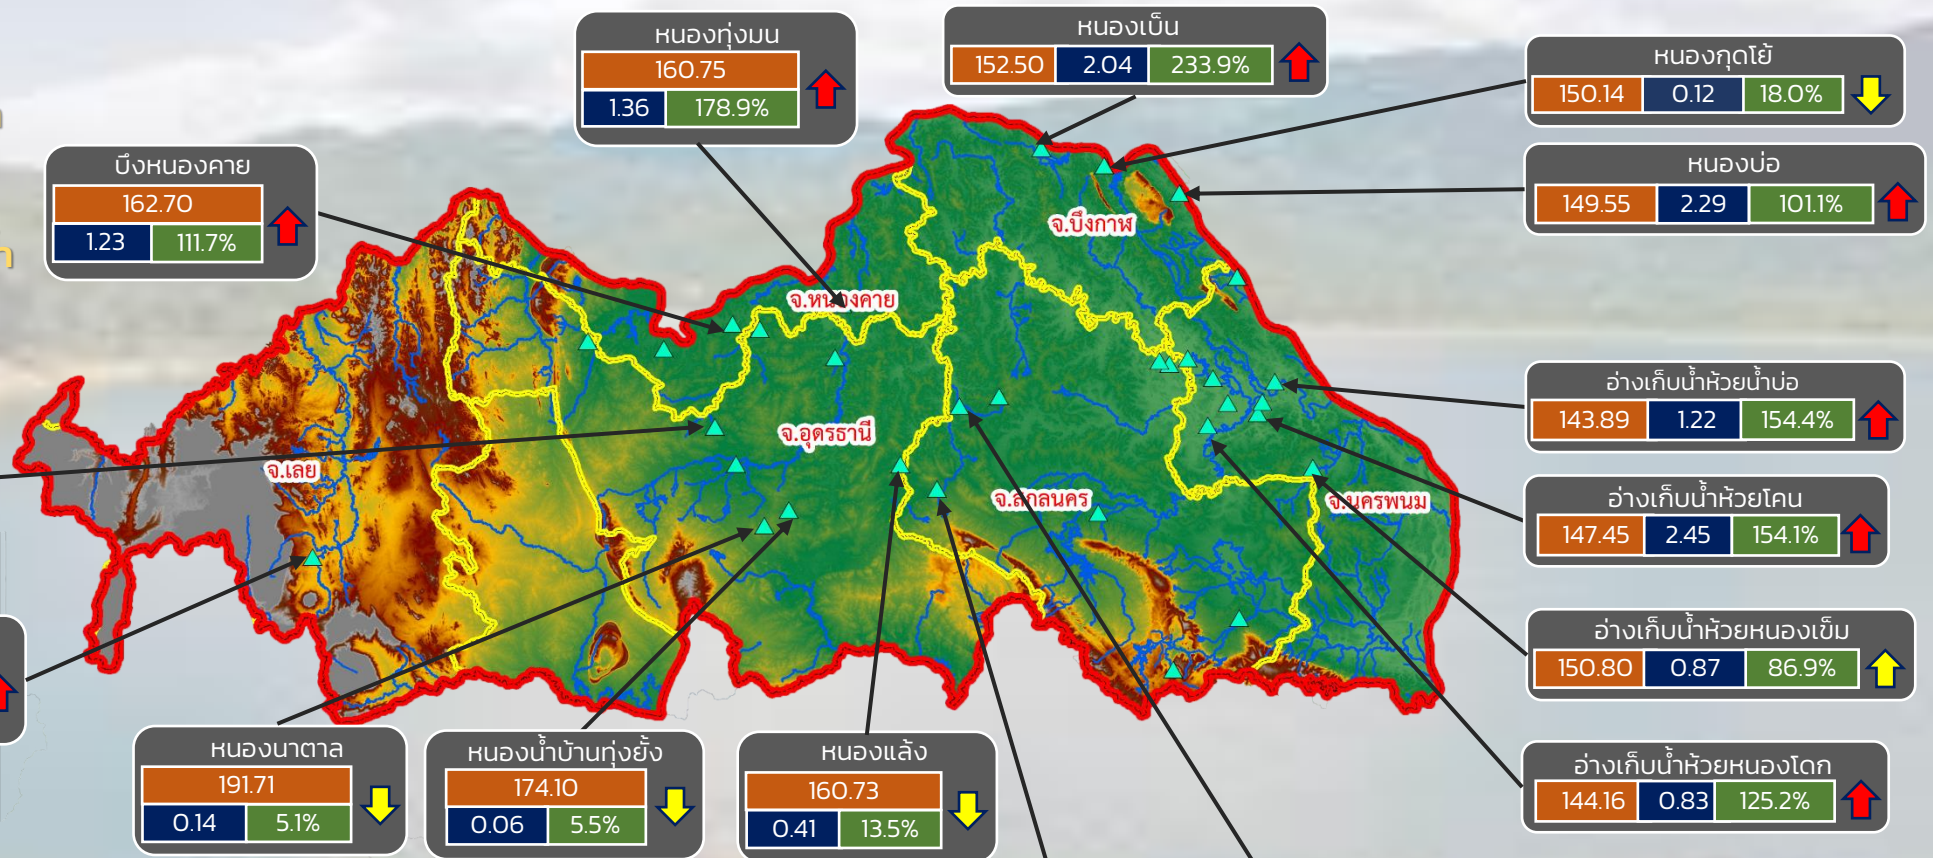 หนองทุ่งมน
160.75
1.36 178.9%
หนองเบ็น
152.50 2.04 233.9%
หนองกุดโย้
150.14 0.12 18.0%
บึงหนองคาย
162.70
1.23 111.7%
หนองบ่อ
149.55 2.29 101.1%
จ.บึงกาฬ
จ.หนองคาย
จ.อุดรธานี
จ.เลย
จ.สกลนคร
จ.นครพนม
อ่างเก็บน้ำห้วยน้ำบ่อ
143.89 1.22 154.4%
อ่างเก็บน้ำห้วยโคน
147.45 2.45 154.1%
อ่างเก็บน้ำห้วยหนองเข็ม
150.80 0.87 86.9%
อ่างเก็บน้ำห้วยหนองโดก
144.16 0.83 125.2%
หนองนาตาล
191.71
0.14 5.1%
หนองน้ำบ้านทุ่งยั้ง
174.10
0.06 5.5%
หนองแล้ง
160.73
0.41 13.5%